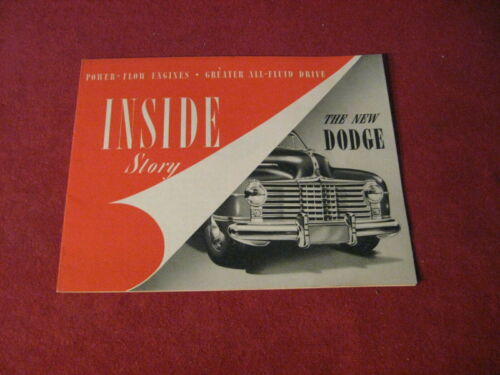 POWER-FLOW ENGINES • GREATER ALL-FLUID DRIVE
INSIDE
Story
THE NEW
DODGE